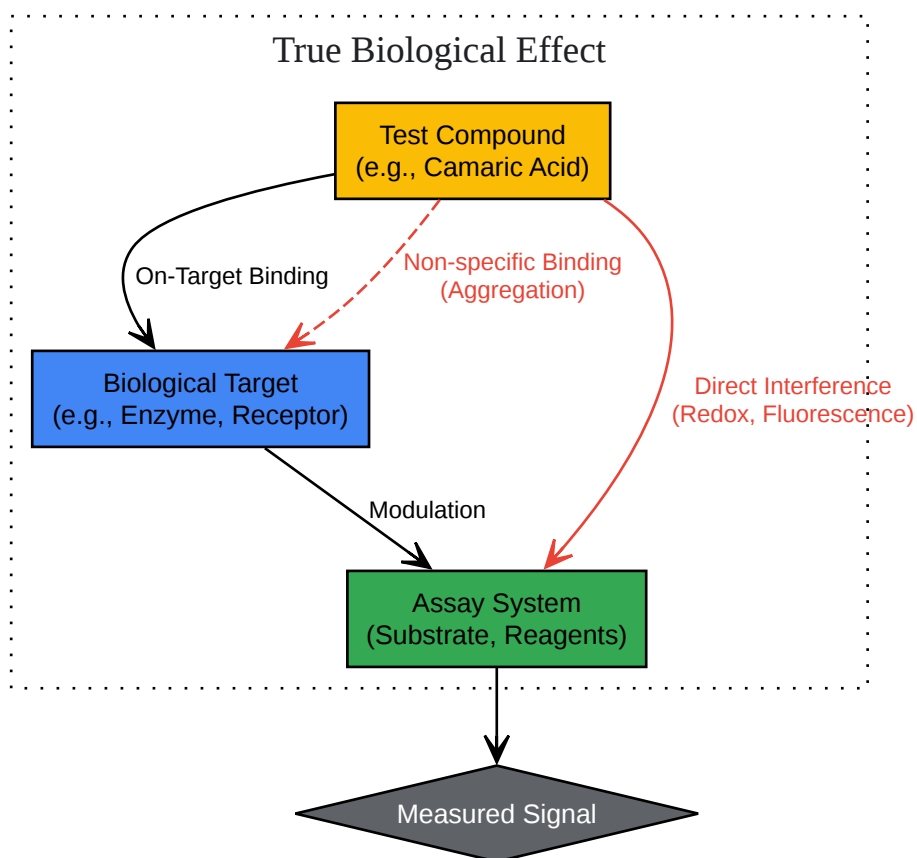 True Biological Effect
Test Compound
(e.g., Camaric Acid)
On-Target Binding
Non-specific Binding
(Aggregation)
Direct Interference
(Redox, Fluorescence)
Biological Target
(e.g., Enzyme, Receptor)
Modulation
Assay System
(Substrate, Reagents)
Measured Signal